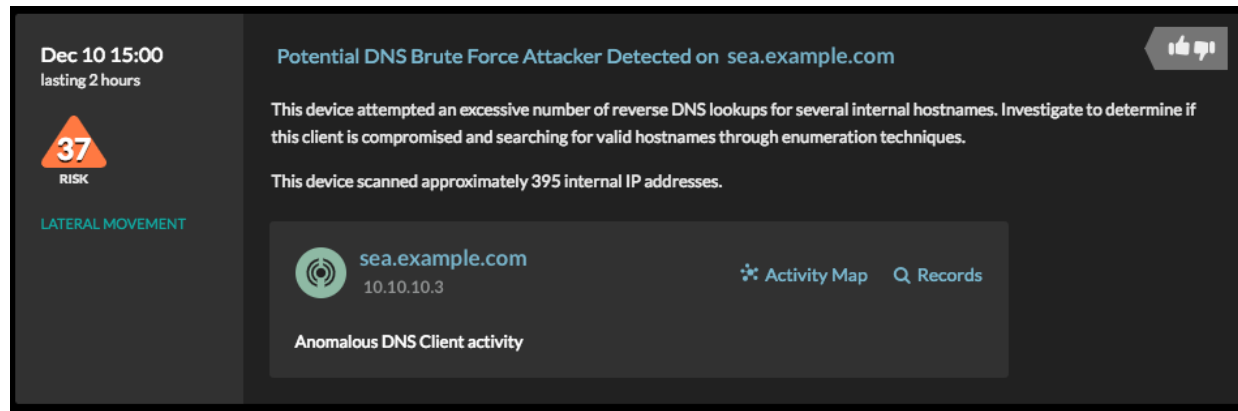 Dec 10 15:00
lasting 2 hours
37
RISK
LATERAL MOVEMENT
Potential DNS Brute Force Attacker Detected on sea.example.com
This device attempted an excessive number of reverse DNS lookups for several internal hostnames. Investigate to determine if
this client is compromised and searching for valid hostnames through enumeration techniques.
This device scanned approximately 395 internal IP addresses.
sea.example.com
10.10.10.3
Activity Map
Records
Anomalous DNS Client activity